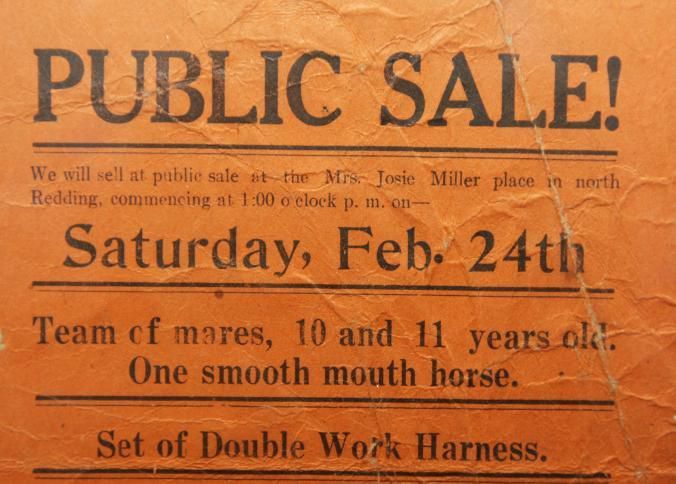 PUBLIC SALE!
We will sell at public sale at the Mrs. Josie Miller place in north
Redding, commencing at 1:00 o'clock p. m. on—
Saturday, Feb. 24th
Team of mares, 10 and 11 years old.
One smooth mouth horse.
Set of Double Work Harness.